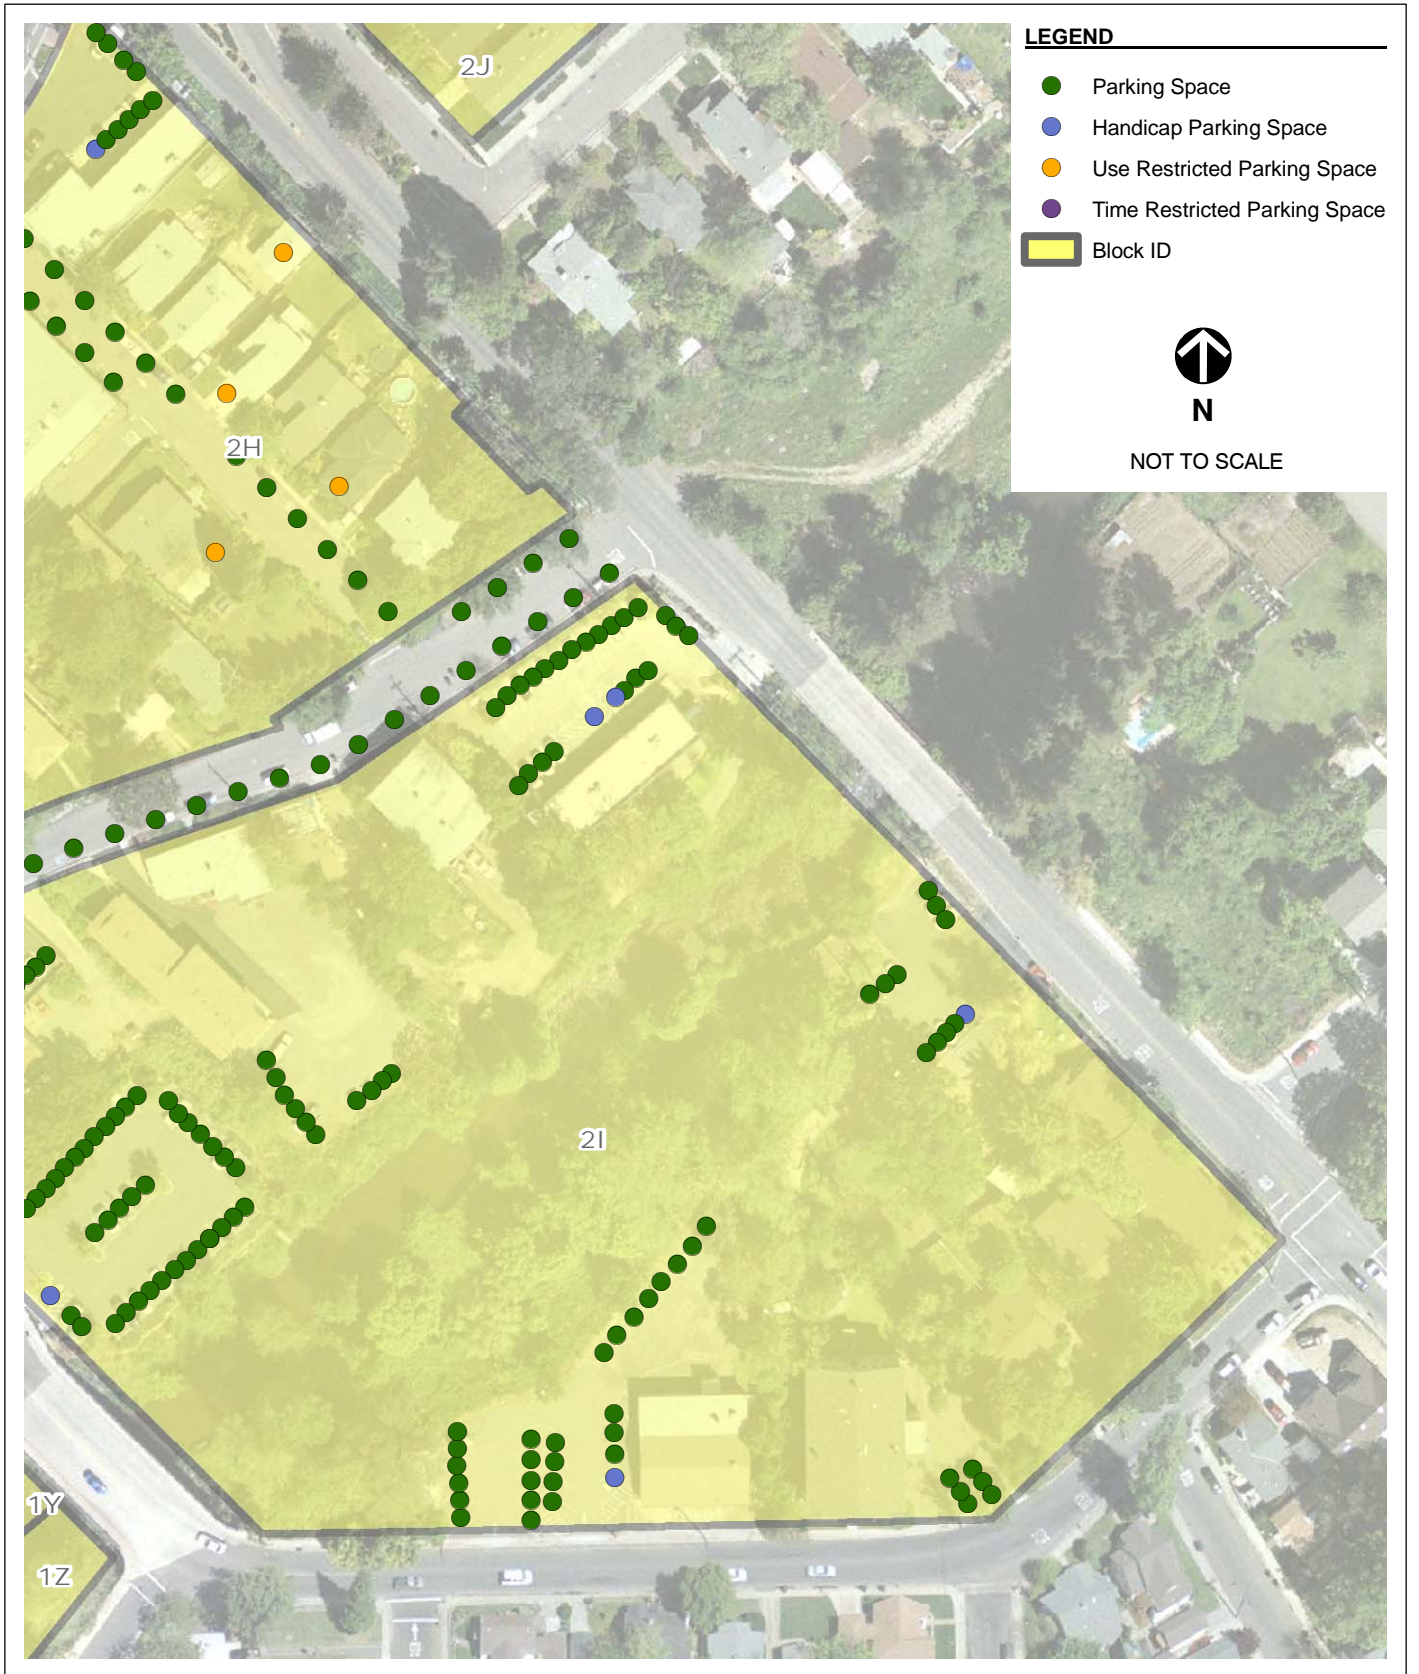 LEGEND
Parking Space
Handicap Parking Space
Use Restricted Parking Space
Time Restricted Parking Space
Block ID
N
NOT TO SCALE
2J
2H
2I
1Y
1Z